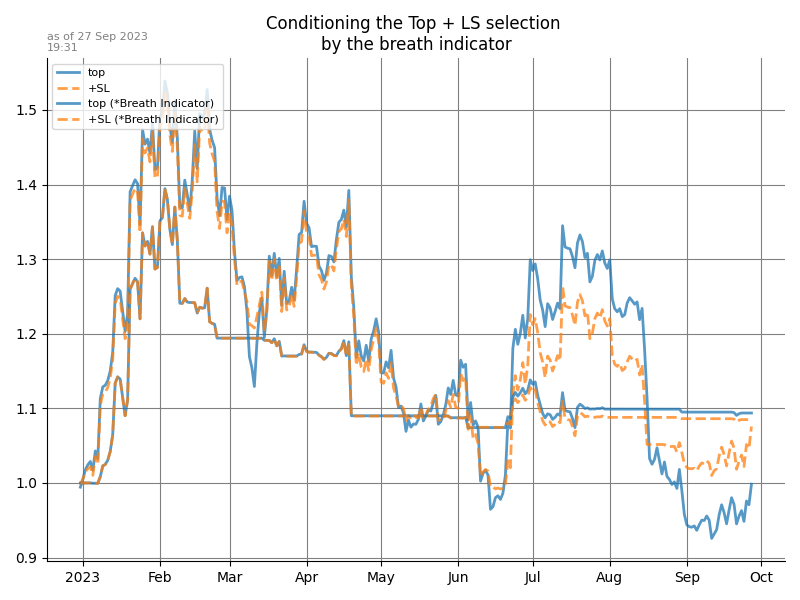 Conditioning the Top + LS selection
by the breath indicator
as of 27 Sep 2023
19:31
top
+SL
top (*Breath Indicator)
+SL (*Breath Indicator)
1.5
1.4
1.3
1.2
1.1
1.0
0.9
2023 Feb Mar Apr May Jun Jul Aug Sep Oct